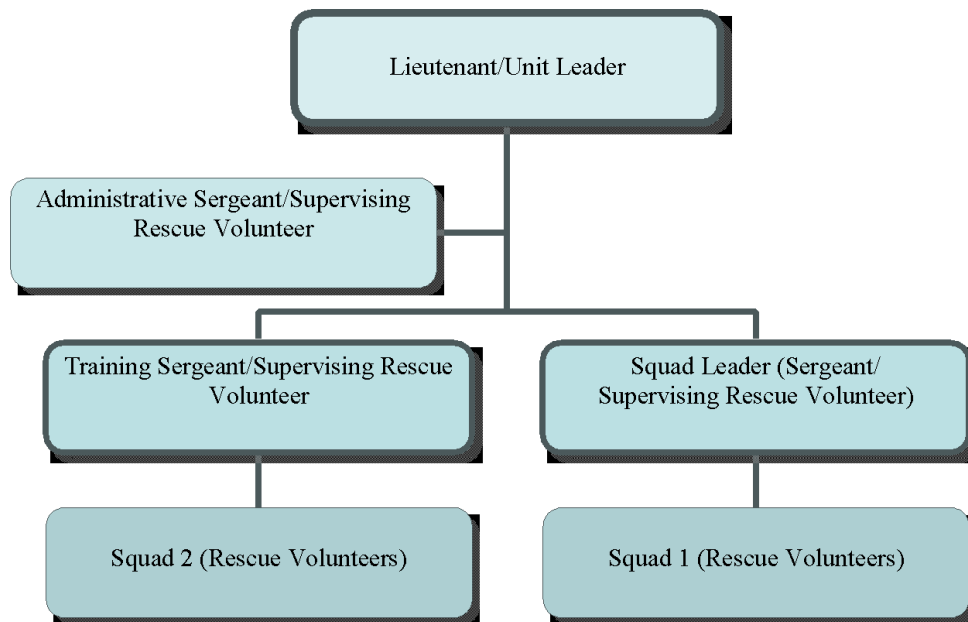 Lieutenant/Unit Leader
Administrative Sergeant/Supervising
Rescue Volunteer
Training Sergeant/Supervising Rescue
Volunteer
Squad Leader (Sergeant/
Supervising Rescue Volunteer)
Squad 2 (Rescue Volunteers)
Squad 1 (Rescue Volunteers)